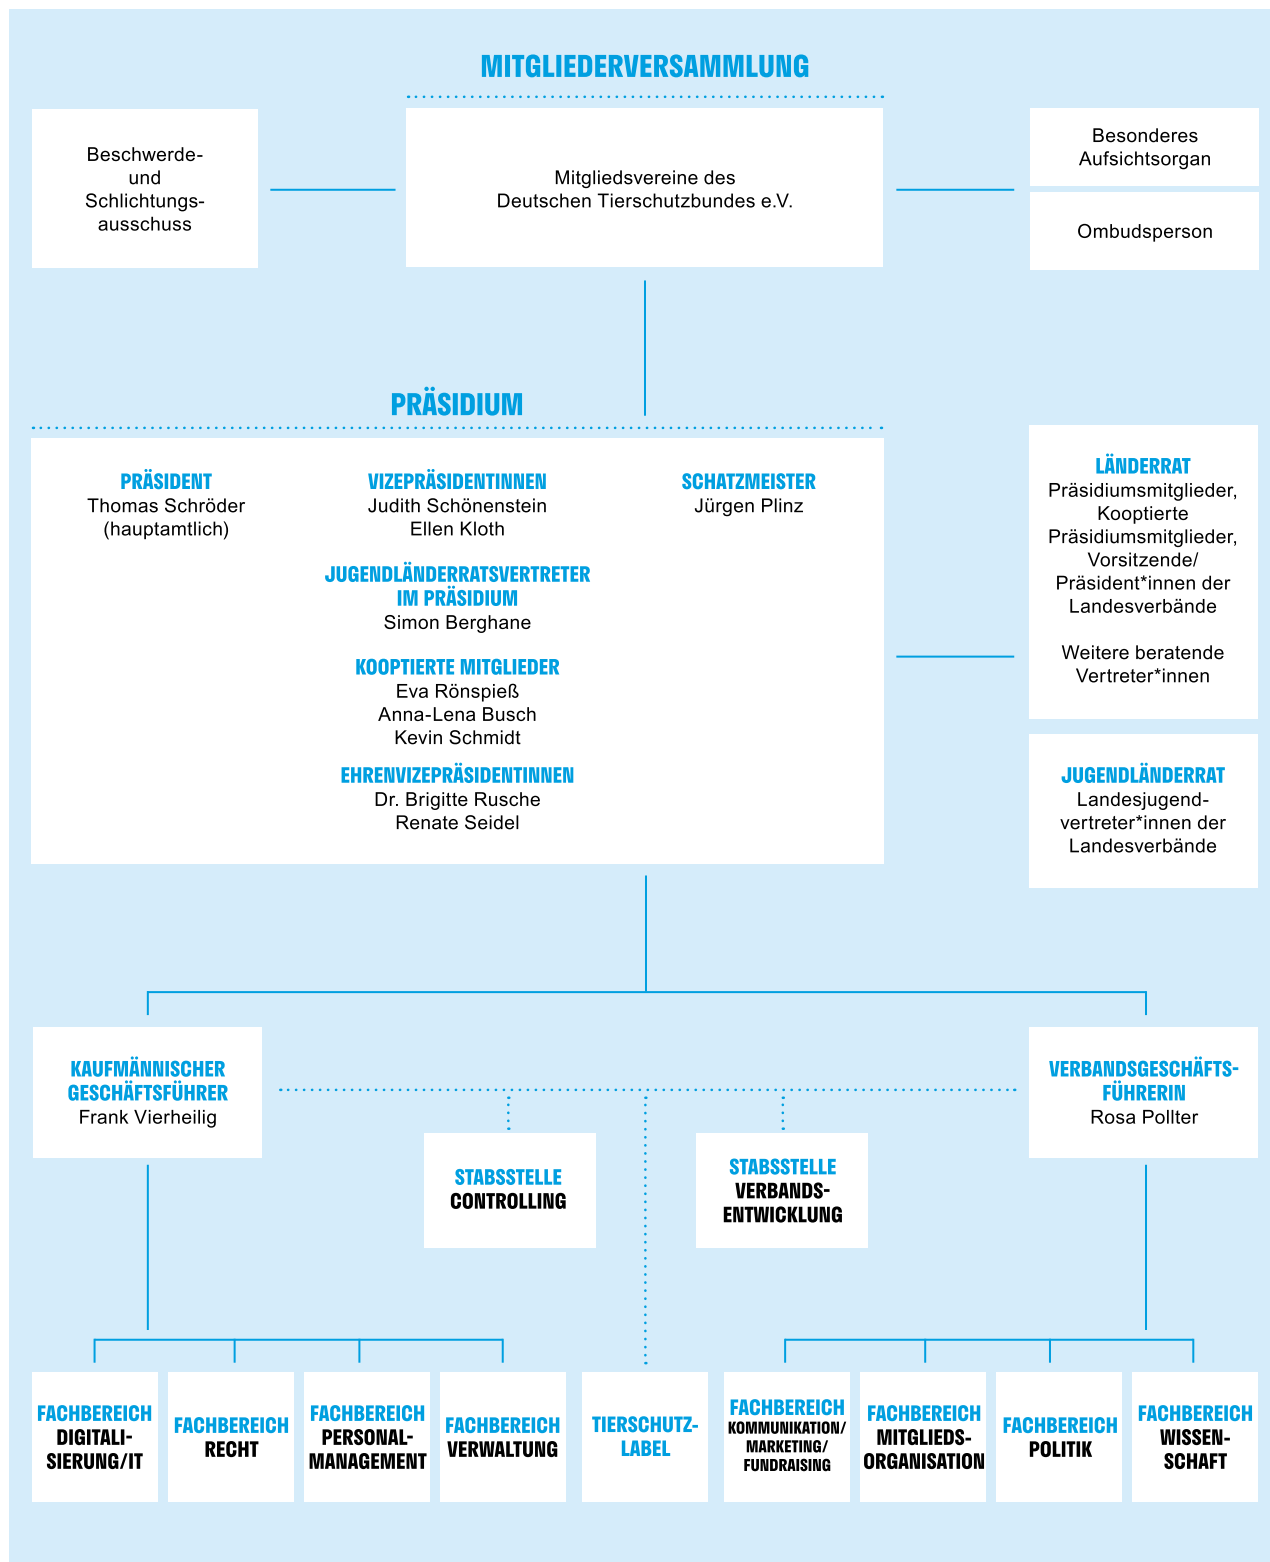 MITGLIEDERVERSAMMLUNG
Beschwerde-
und
Schlichtungs-
ausschuss
Mitgliedsvereine des
Deutschen Tierschutzbundes e.V.
Besonderes
Aufsichtsorgan
Ombudsperson
PRÄSIDIUM
PRÄSIDENT
Thomas Schröder
(hauptamtlich)
VIZEPRÄSIDENTINNEN
Judith Schönenstein
Ellen Kloth
SCHATZMEISTER
Jürgen Plinz
JUGENDLÄNDERRATSVERTRETER
IM PRÄSIDIUM
Simon Berghane
KOOPTIERTE MITGLIEDER
Eva Rönspieß
Anna-Lena Busch
Kevin Schmidt
EHRENVIZEPRÄSIDENTINNEN
Dr. Brigitte Rusche
Renate Seidel
LÄNDERRAT
Präsidiumsmitglieder,
Kooptierte
Präsidiumsmitglieder,
Vorsitzende/
Präsident*innen der
Landesverbände
Weitere beratende
Vertreter*innen
JUGENDLÄNDERRAT
Landesjugend-
vertreter*innen der
Landesverbände
KAUFMÄNNISCHER
GESCHÄFTSFÜHRER
Frank Vierheilig
VERBANDSGESCHÄFTS-
FÜHRERIN
Rosa Pollter
STABSSTELLE
CONTROLLING
STABSSTELLE
VERBANDS-
ENTWICKLUNG
FACHBEREICH
DIGITALI-
SIERUNG/IT
FACHBEREICH
RECHT
FACHBEREICH
PERSONAL-
MANAGEMENT
FACHBEREICH
VERWALTUNG
TIERSCHUTZ-
LABEL
FACHBEREICH
KOMMUNIKATION/
MARKETING/
FUNDRAISING
FACHBEREICH
MITGLIEDS-
ORGANISATION
FACHBEREICH
POLITIK
FACHBEREICH
WISSEN-
SCHAFT